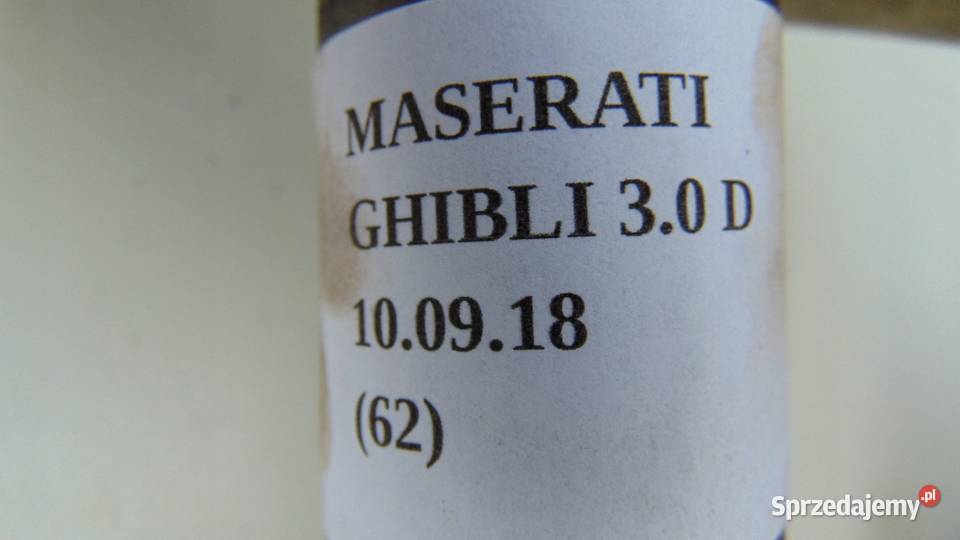 MASERATI
GHIBLI 3.0 D
10.09.18
(62)
Sprzedajemy.pl